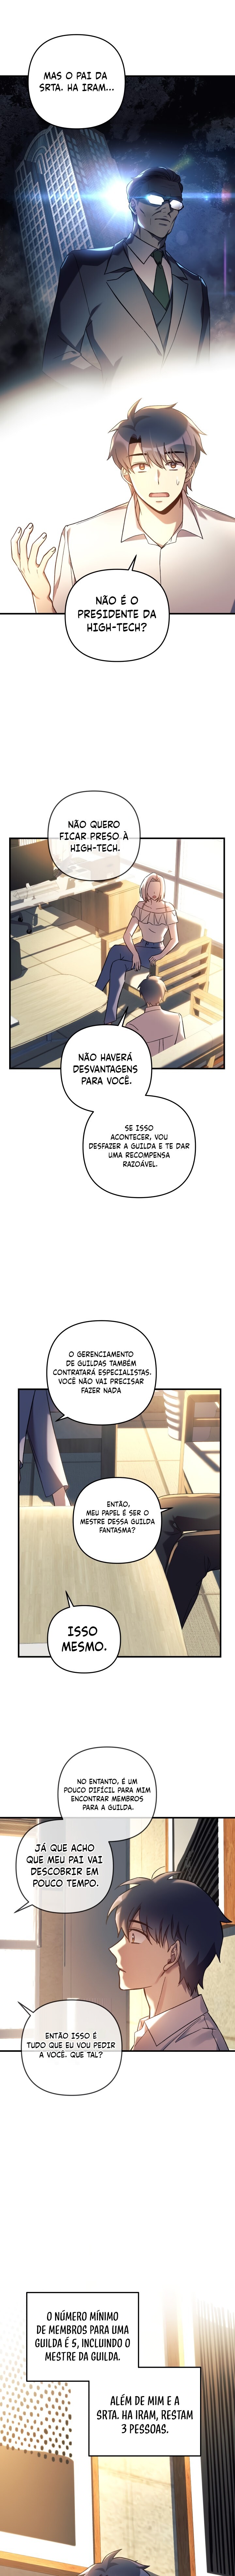 MAS O PAI DA
SRTA. HA IRAM...
NÃO É O
PRESIDENTE DA
HIGH-TECH?
NÃO QUERO
FICAR PRESO À
HIGH-TECH.
NÃO HAVERÁ
DESVANTAGENS
PARA VOCÊ.
SE ISSO
ACONTECER, VOU
DESFAZER A GUILDA E TE DAR
UMA RECOMPENSA
RAZOÁVEL.
O GERENCIAMENTO
DE GUILDAS TAMBÉM
CONTRATARÁ ESPECIALISTAS,
VOCÊ NÃO VAI PRECISAR
FAZER NADA
ENTÃO,
MEU PAPEL É SER O
MESTRE DESSA GUILDA
FANTASMA?
ISSO
MESMO.
NO ENTANTO, É UM
POUCO DIFÍCIL PARA MIM
ENCONTRAR MEMBROS
PARA A GUILDA.
JÁ QUE ACHO
QUE MEU PAI VAI
DESCOBRIR EM
POUCO TEMPO.
ENTÃO ISSO É
TUDO QUE EU VOU PEDIR
A VOCÊ. QUE TAL?
O NÚMERO MÍNIMO
DE MEMBROS PARA UMA
GUILDA É 5, INCLUINDO O
MESTRE DA GUILDA.
ALÉM DE MIM E A
SRTA. HA IRAM, RESTAM
3 PESSOAS.